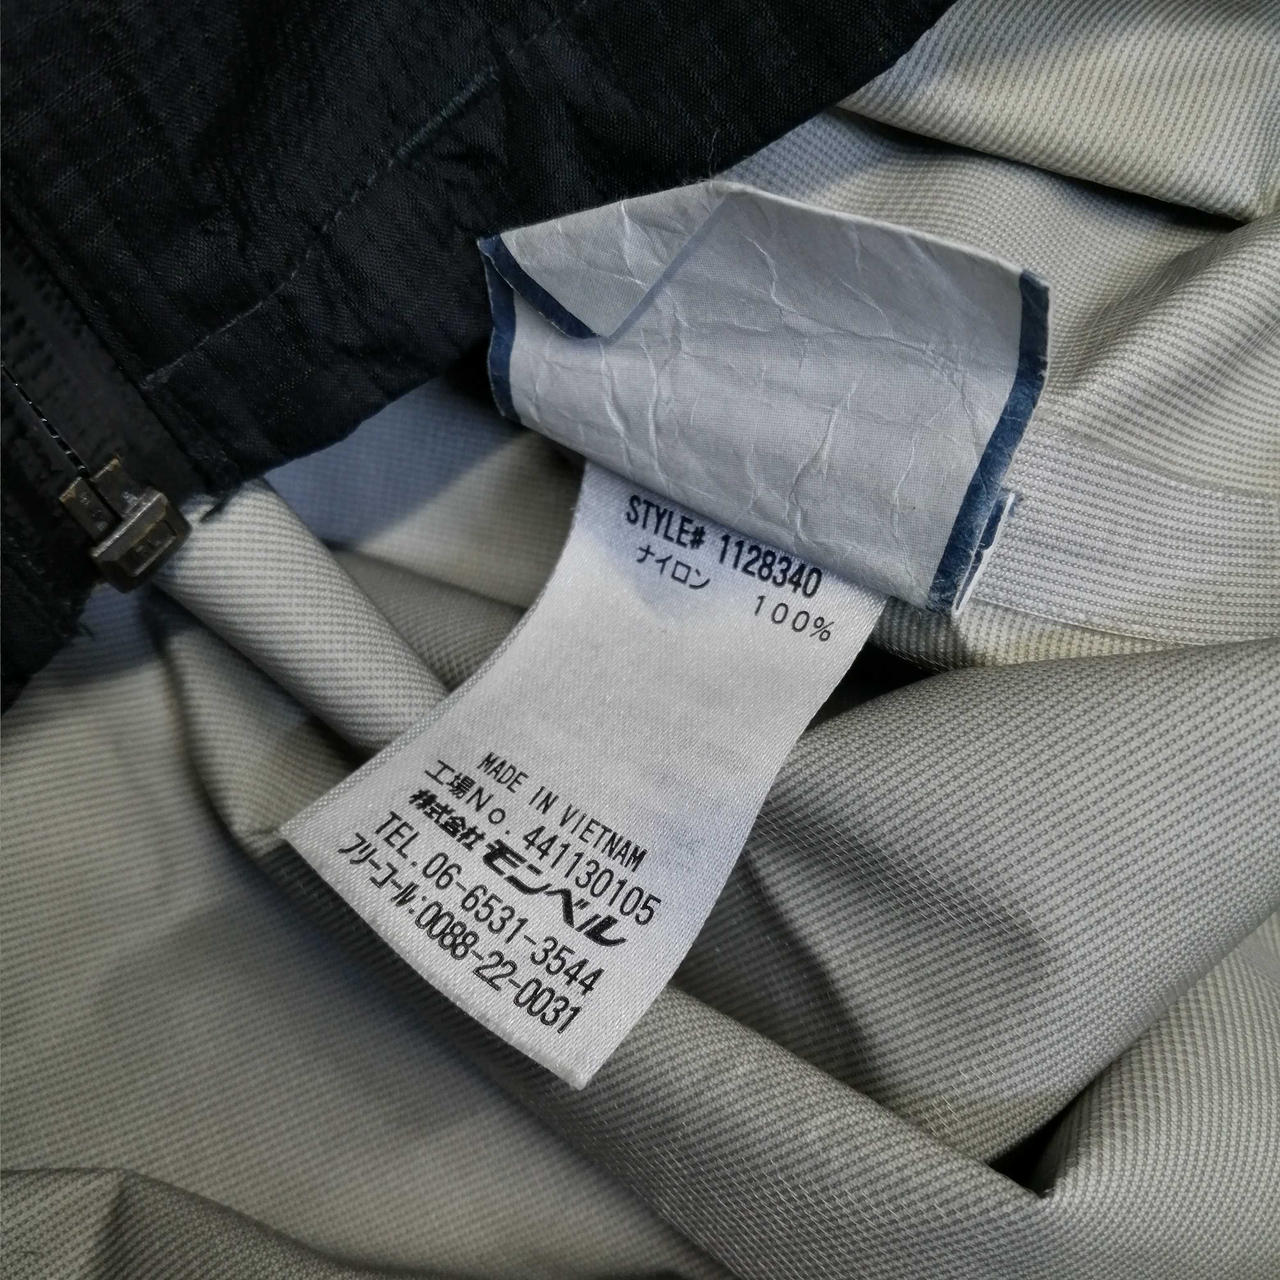 STYLE# 1128340
ナイロン 100%
MADE IN VIETNAM
工場No. 441130105
株式会社モンベル
TEL.06-6531-3544
フリーコール:0088-22-0031